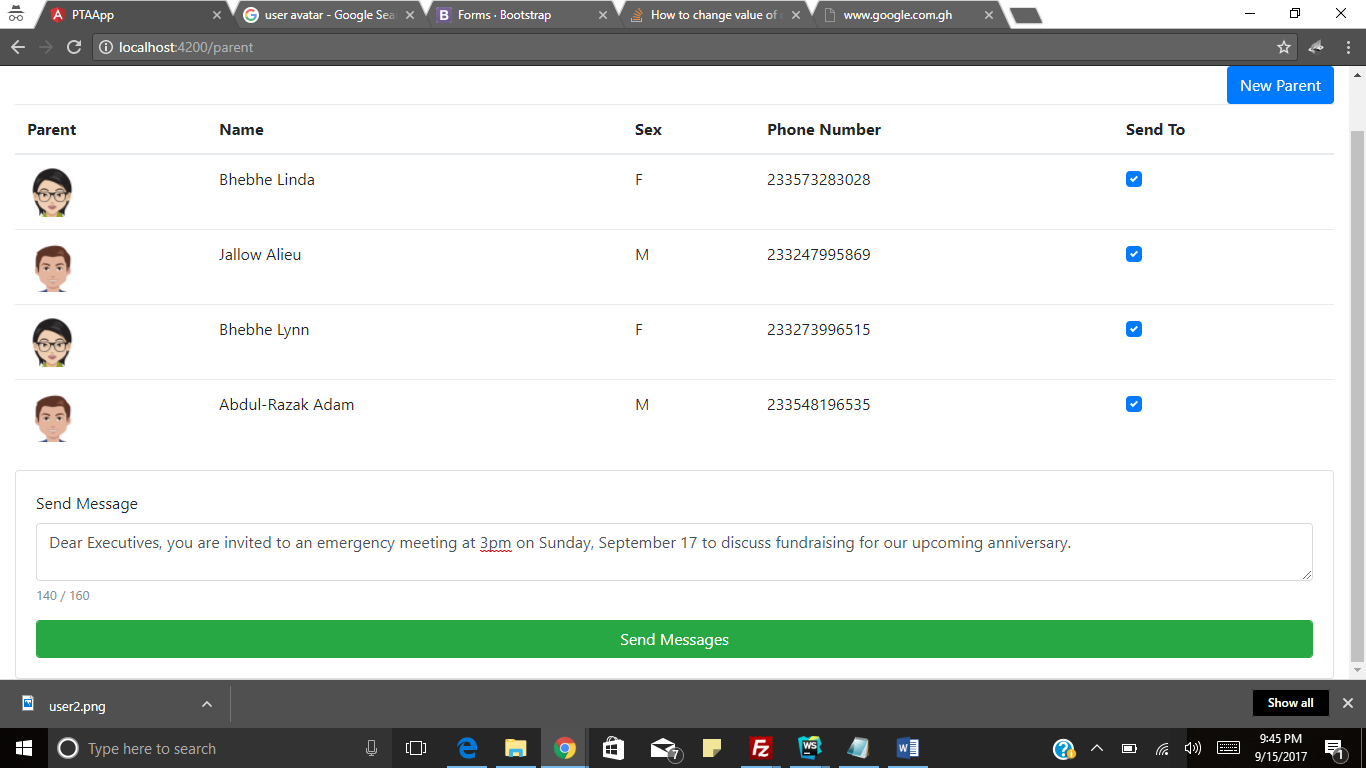 PTAApp
user avatar - Google Sea
Forms · Bootstrap
How to change value of
www.google.com.gh
localhost:4200/parent
New Parent
Parent Name Sex Phone Number Send To
Bhebhe Linda F 233573283028
Jallow Alieu M 233247995869
Bhebhe Lynn F 233273996515
Abdul-Razak Adam M 233548196535
Send Message
Dear Executives, you are invited to an emergency meeting at 3pm on Sunday, September 17 to discuss fundraising for our upcoming anniversary.
140 / 160
Send Messages
user2.png
Show all
Type here to search
7
WS
9:45 PM
9/15/2017
1